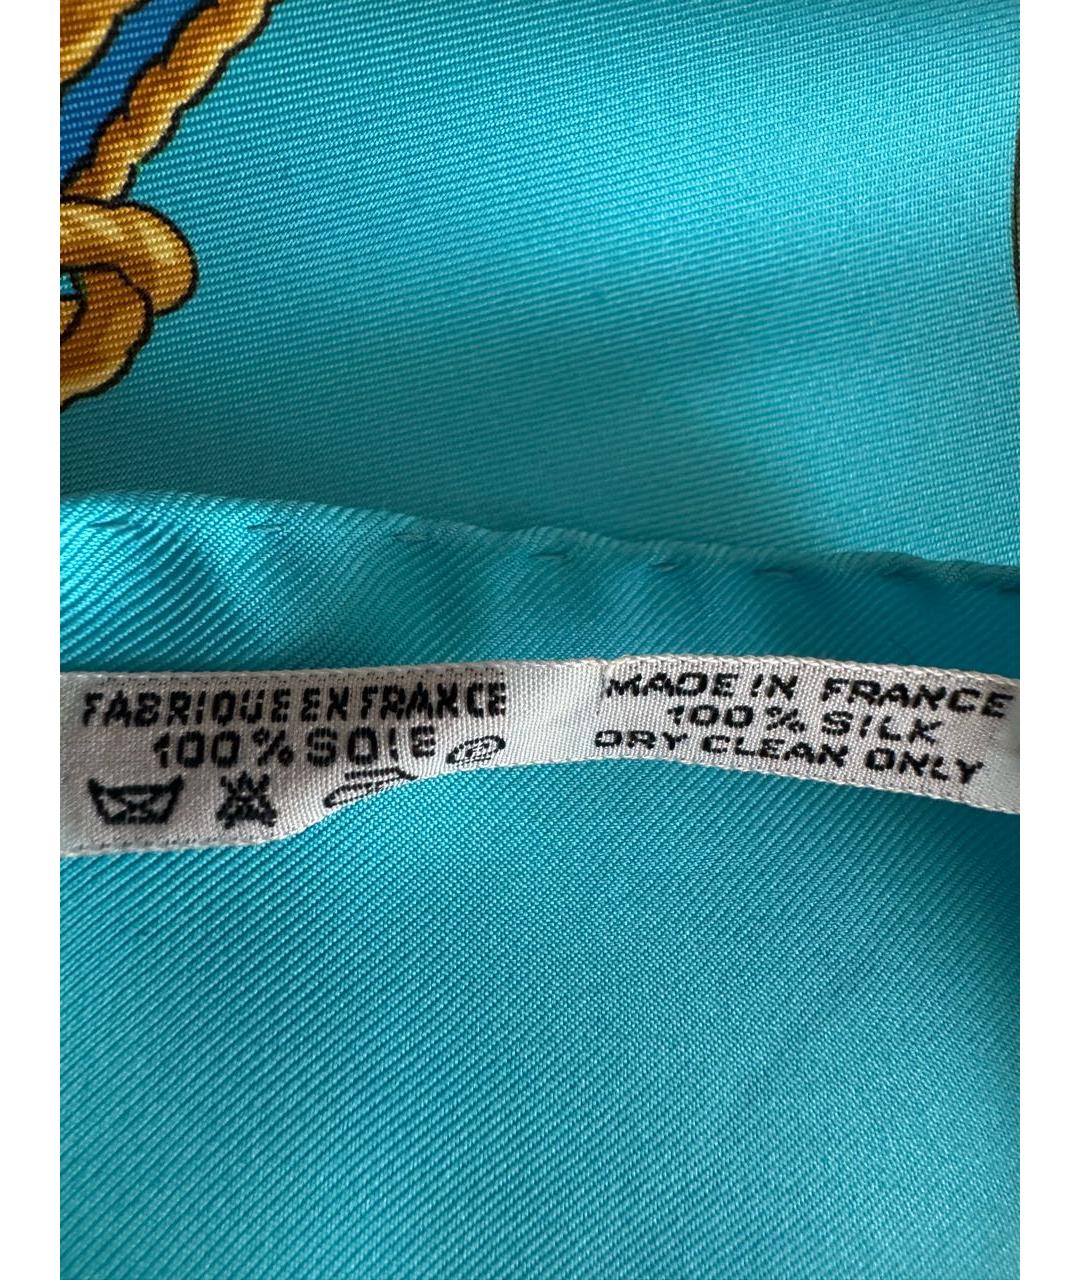 FABRIQUE EN FRANCE
100% SOIE
MADE IN FRANCE
100% SILK
DRY CLEAN ONLY